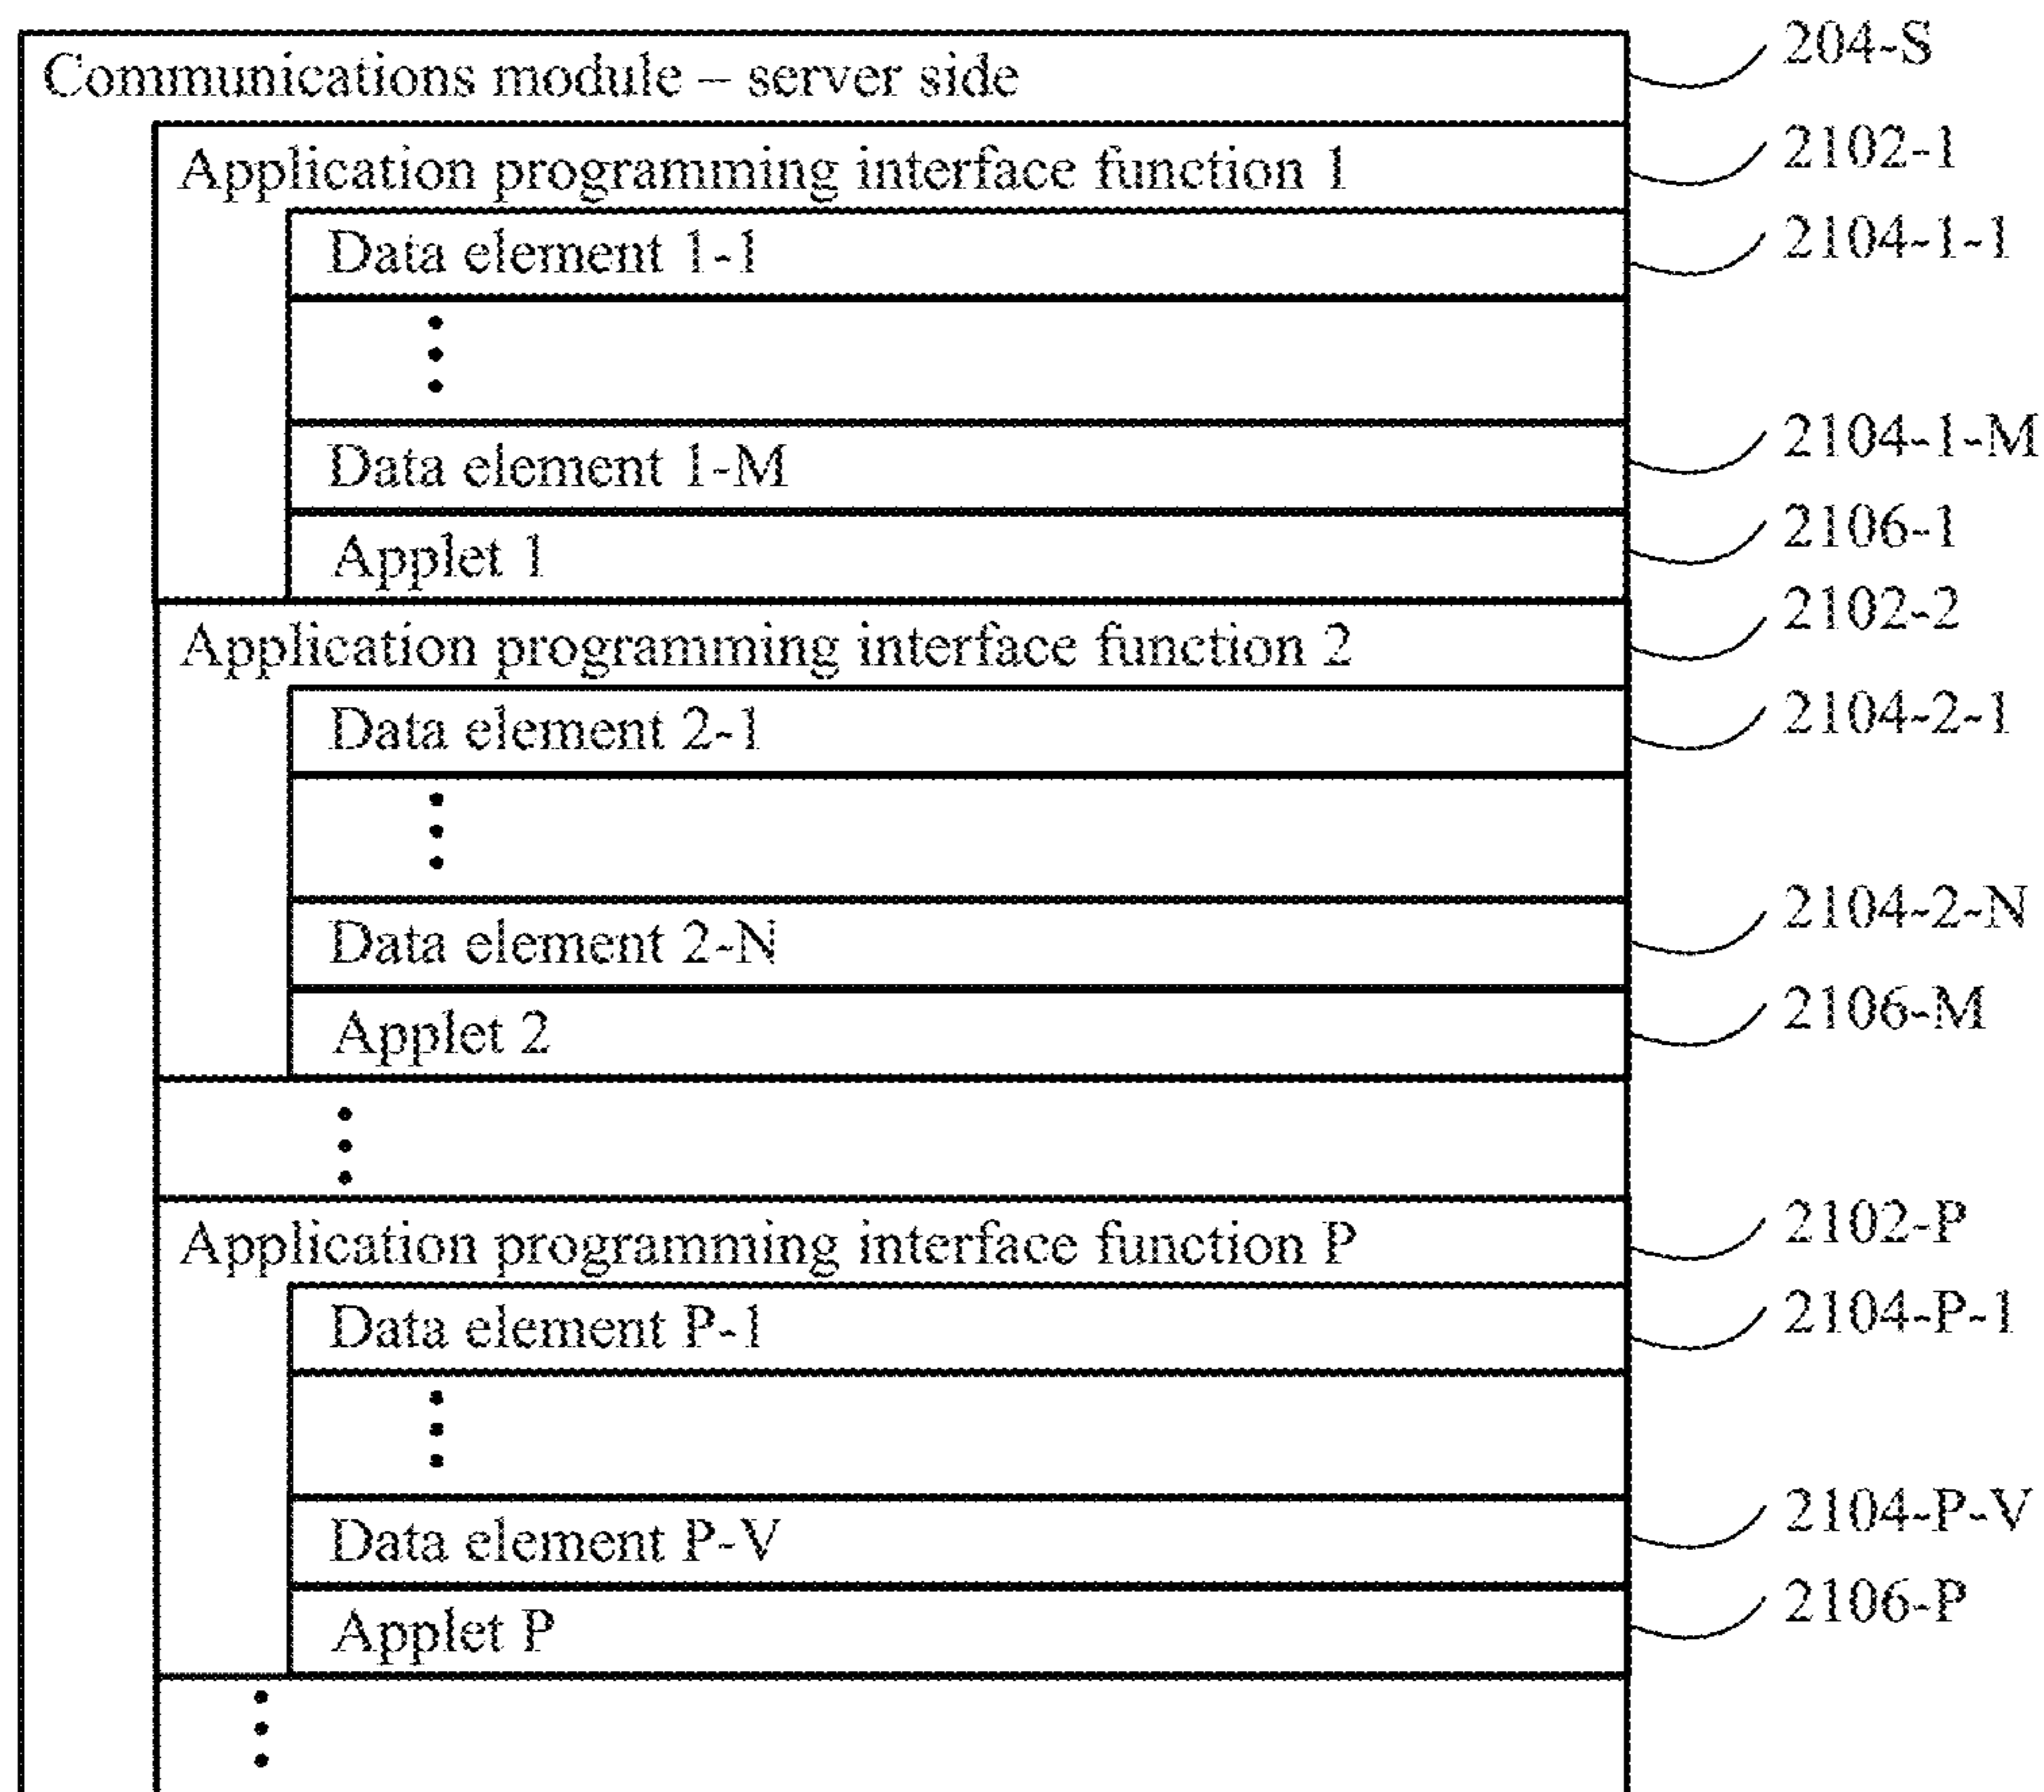 Communications module – server side 204-S
Application programming interface function 1 2102-1
Data element 1-1 2104-1-1
Data element 1-M 2104-1-M
Applet 1 2106-1
Application programming interface function 2 2102-2
Data element 2-1 2104-2-1
Data element 2-N 2104-2-N
Applet 2 2106-M
Application programming interface function P 2102-P
Data element P-1 2104-P-1
Data element P-V 2104-P-V
Applet P 2106-P